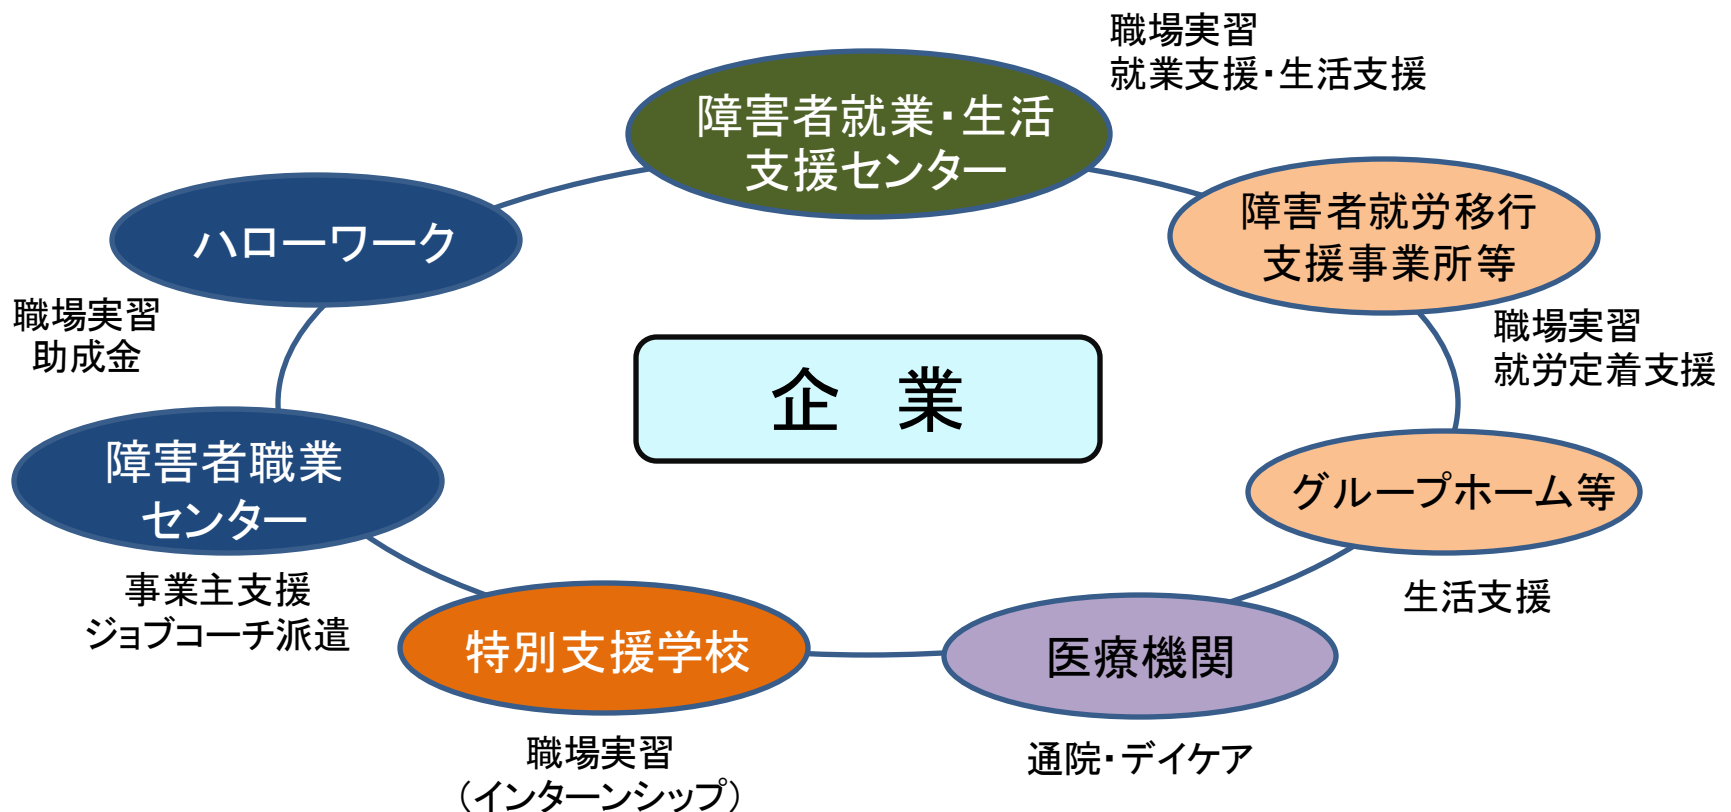 職場実習
就業支援・生活支援
障害者就業・生活
支援センター
ハローワーク
障害者就労移行
支援事業所等
職場実習
助成金
職場実習
就労定着支援
企　業
障害者職業
センター
グループホーム等
事業主支援
ジョブコーチ派遣
生活支援
特別支援学校
医療機関
職場実習
（インターンシップ）
通院・デイケア